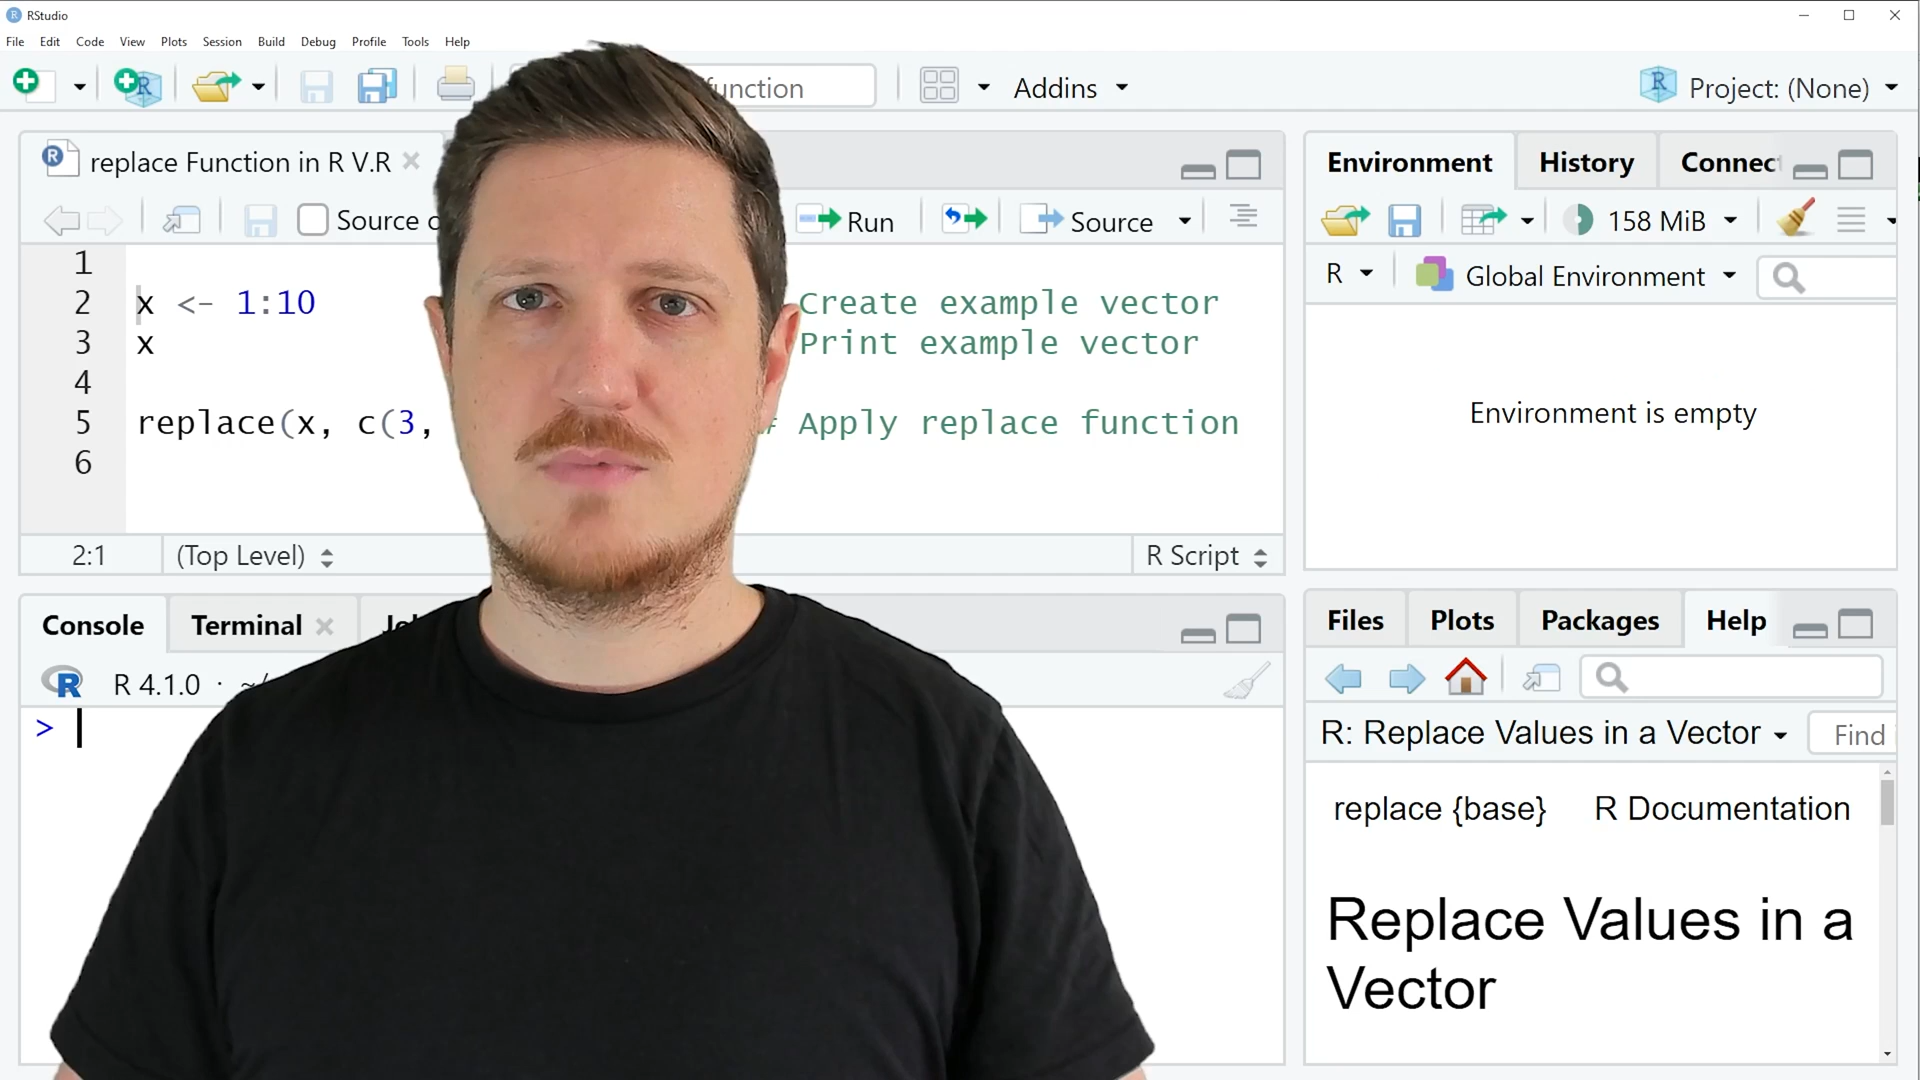 RStudio
File Edit Code View Plots Session Build Debug Profile Tools Help
function Addins Project: (None)
replace Function in R V.R
Source Run Source
1
2 x <- 1:10 Create example vector
3 x Print example vector
4
5 replace(x, c(3, # Apply replace function
6
2:1 (Top Level) R Script
Console Terminal
R 4.1.0 · ~/
>
Environment History Connec
158 MiB
R Global Environment
Environment is empty
Files Plots Packages Help
R: Replace Values in a Vector Find
replace {base} R Documentation
Replace Values in a
Vector